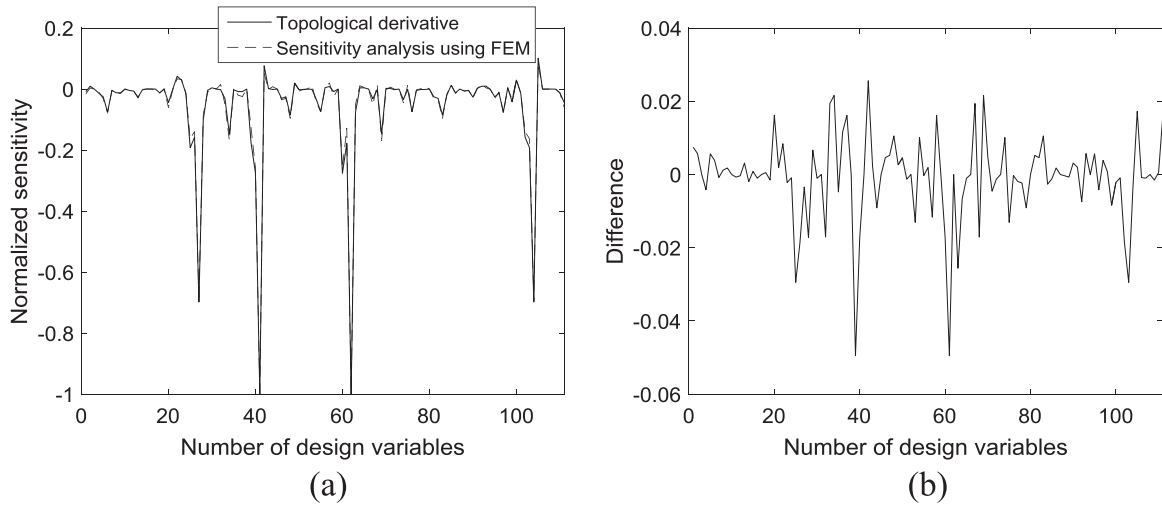 Topological derivative
Sensitivity analysis using FEM
0.2
0
-0.2
-0.4
-0.6
-0.8
-1
0 20 40 60 80 100
Normalized sensitivity
Number of design variables
(a)
0.04
0.02
0
-0.02
-0.04
-0.06
0 20 40 60 80 100
Difference
Number of design variables
(b)